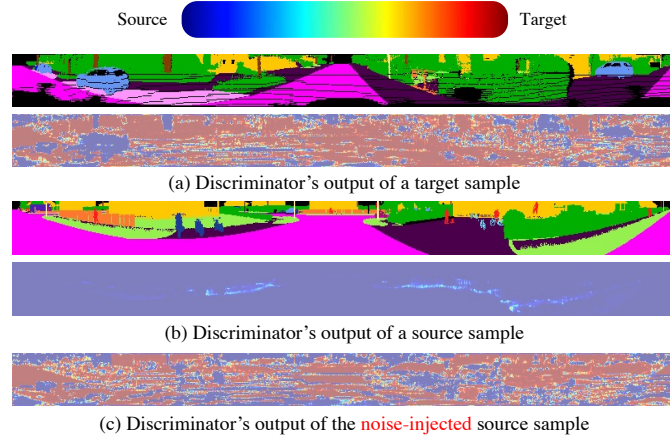 Source Target
(a) Discriminator's output of a target sample
(b) Discriminator's output of a source sample
(c) Discriminator's output of the noise-injected source sample